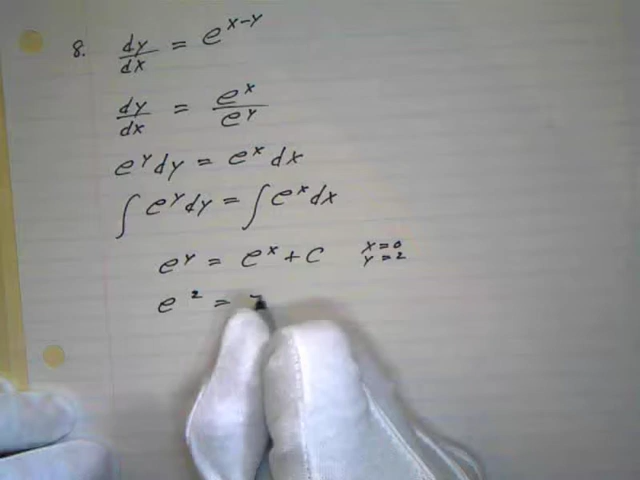 8. dy/dx = e^x-y
dy/dx = e^x/e^y
e^y dy = e^x dx
∫ e^y dy = ∫ e^x dx
e^y = e^x + C x=0
y=2
e^2 =